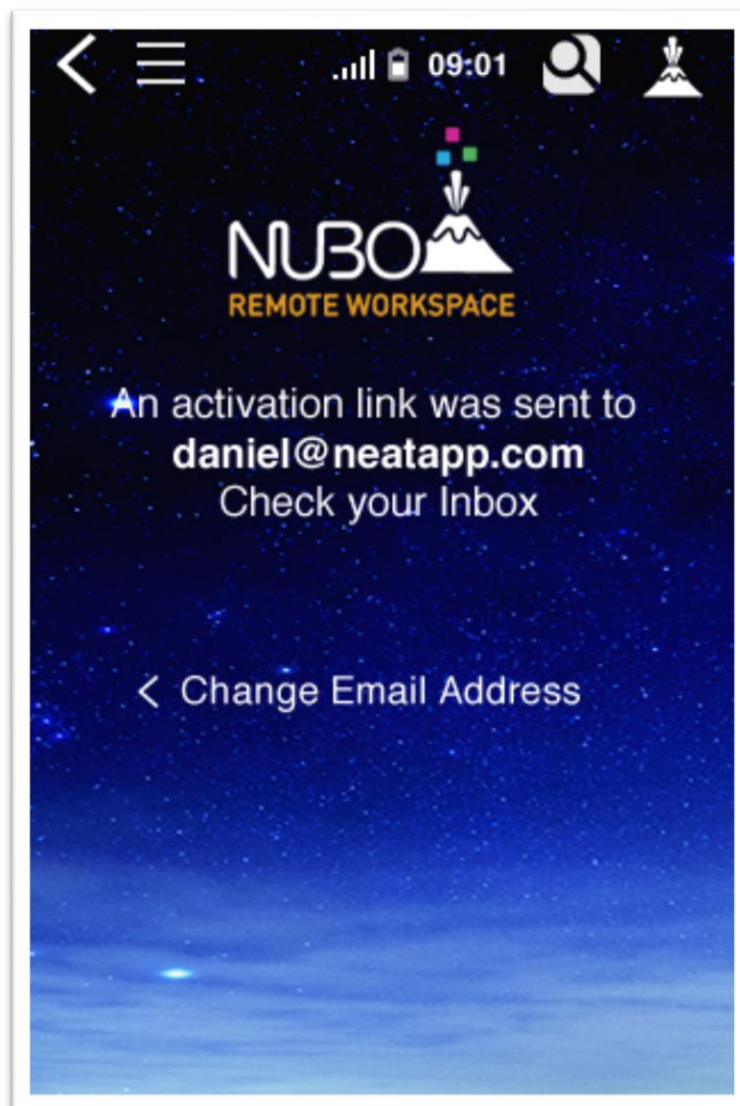 09:01
NUBO
REMOTE WORKSPACE
An activation link was sent to
daniel@neatapp.com
Check your Inbox
< Change Email Address